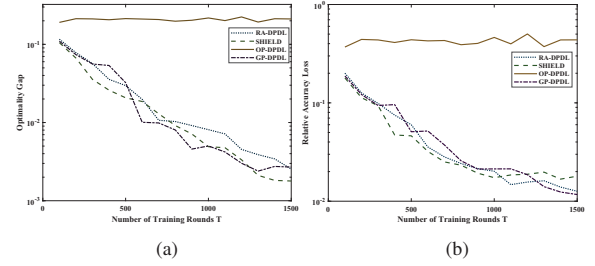 10⁻¹
10⁻²
10⁻³
Optimality Gap
RA-DPDL
SHIELD
OP-DPDL
GP-DPDL
0 500 1000 1500
Number of Training Rounds T
(a)
10⁰
10⁻¹
10⁻²
Relative Accuracy Loss
RA-DPDL
SHIELD
OP-DPDL
GP-DPDL
0 500 1000 1500
Number of Training Rounds T
(b)